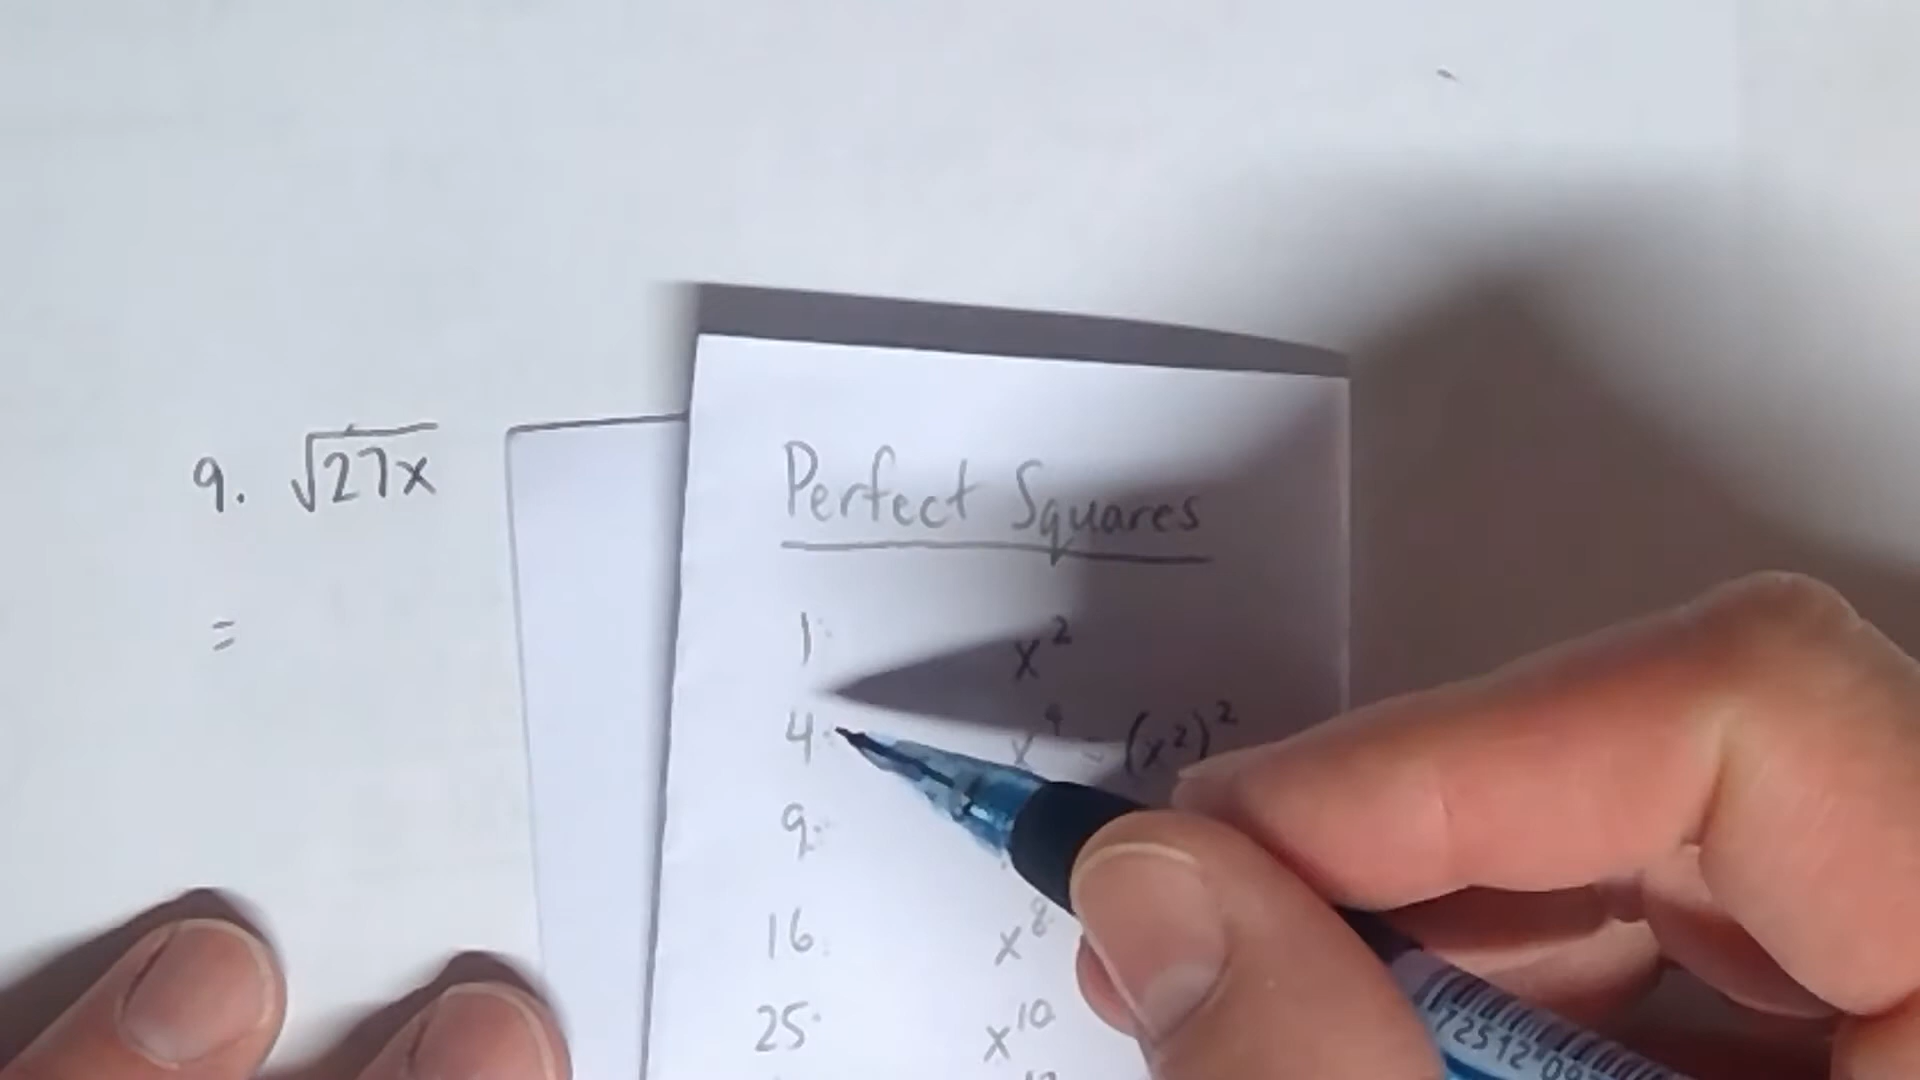 9. √27x
=
Perfect Squares
1 x²
4 x⁴ = (x²)²
9
16 x⁸
25 x¹⁰